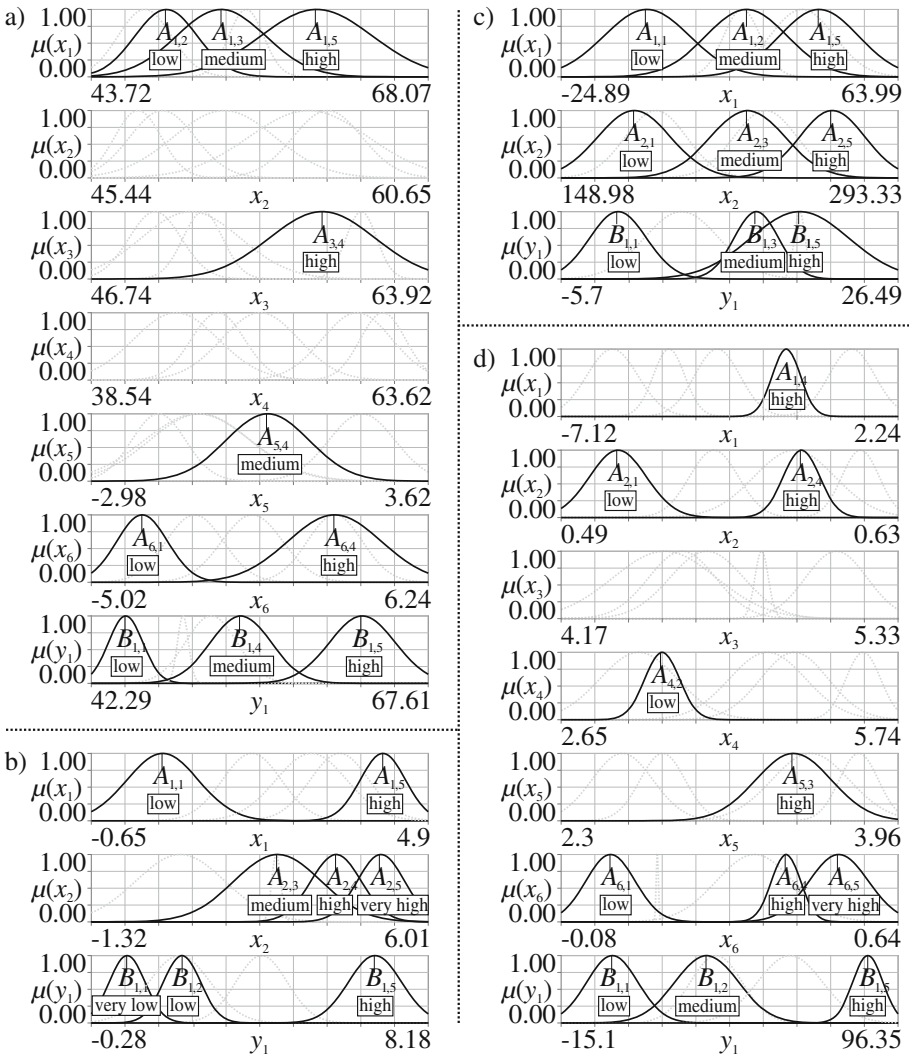 a)
1.00
μ(x1)
0.00
A1,2 A1,3 A1,5
low medium high
43.72 68.07
1.00
μ(x2)
0.00
45.44 x2 60.65
1.00
μ(x3)
0.00
A3,4
high
46.74 x3 63.92
1.00
μ(x4)
0.00
38.54 x4 63.62
1.00
μ(x5)
0.00
A5,4
medium
-2.98 x5 3.62
1.00
μ(x6)
0.00
A6,1 A6,4
low high
-5.02 x6 6.24
1.00
μ(y1)
0.00
B1,1 B1,4 B1,5
low medium high
42.29 y1 67.61
b)
1.00
μ(x1)
0.00
A1,1 A1,5
low high
-0.65 x1 4.9
1.00
μ(x2)
0.00
A2,3 A2,4 A2,5
medium high very high
-1.32 x2 6.01
1.00
μ(y1)
0.00
B1,1 B1,2 B1,5
very low low high
-0.28 y1 8.18
c)
1.00
μ(x1)
0.00
A1,1 A1,2 A1,5
low medium high
-24.89 x1 63.99
1.00
μ(x2)
0.00
A2,1 A2,3 A2,5
low medium high
148.98 x2 293.33
1.00
μ(y1)
0.00
B1,1 B1,3 B1,5
low medium high
-5.7 y1 26.49
d)
1.00
μ(x1)
0.00
A1,4
high
-7.12 x1 2.24
1.00
μ(x2)
0.00
A2,1 A2,4
low high
0.49 x2 0.63
1.00
μ(x3)
0.00
4.17 x3 5.33
1.00
μ(x4)
0.00
A4,2
low
2.65 x4 5.74
1.00
μ(x5)
0.00
A5,3
high
2.3 x5 3.96
1.00
μ(x6)
0.00
A6,1 A6,4 A6,5
low high very high
-0.08 x6 0.64
1.00
μ(y1)
0.00
B1,1 B1,2 B1,5
low medium high
-15.1 y1 96.35